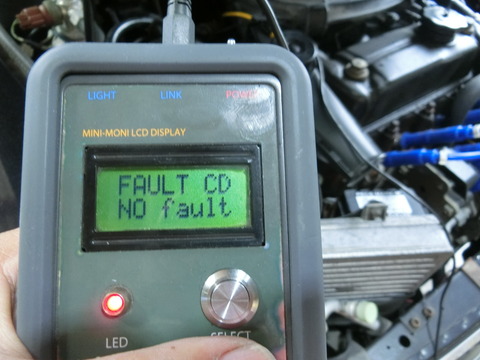 LIGHT LINK POWER
MINI-MONI LCD DISPLAY
FAULT CD
NO fault
LED SELECT